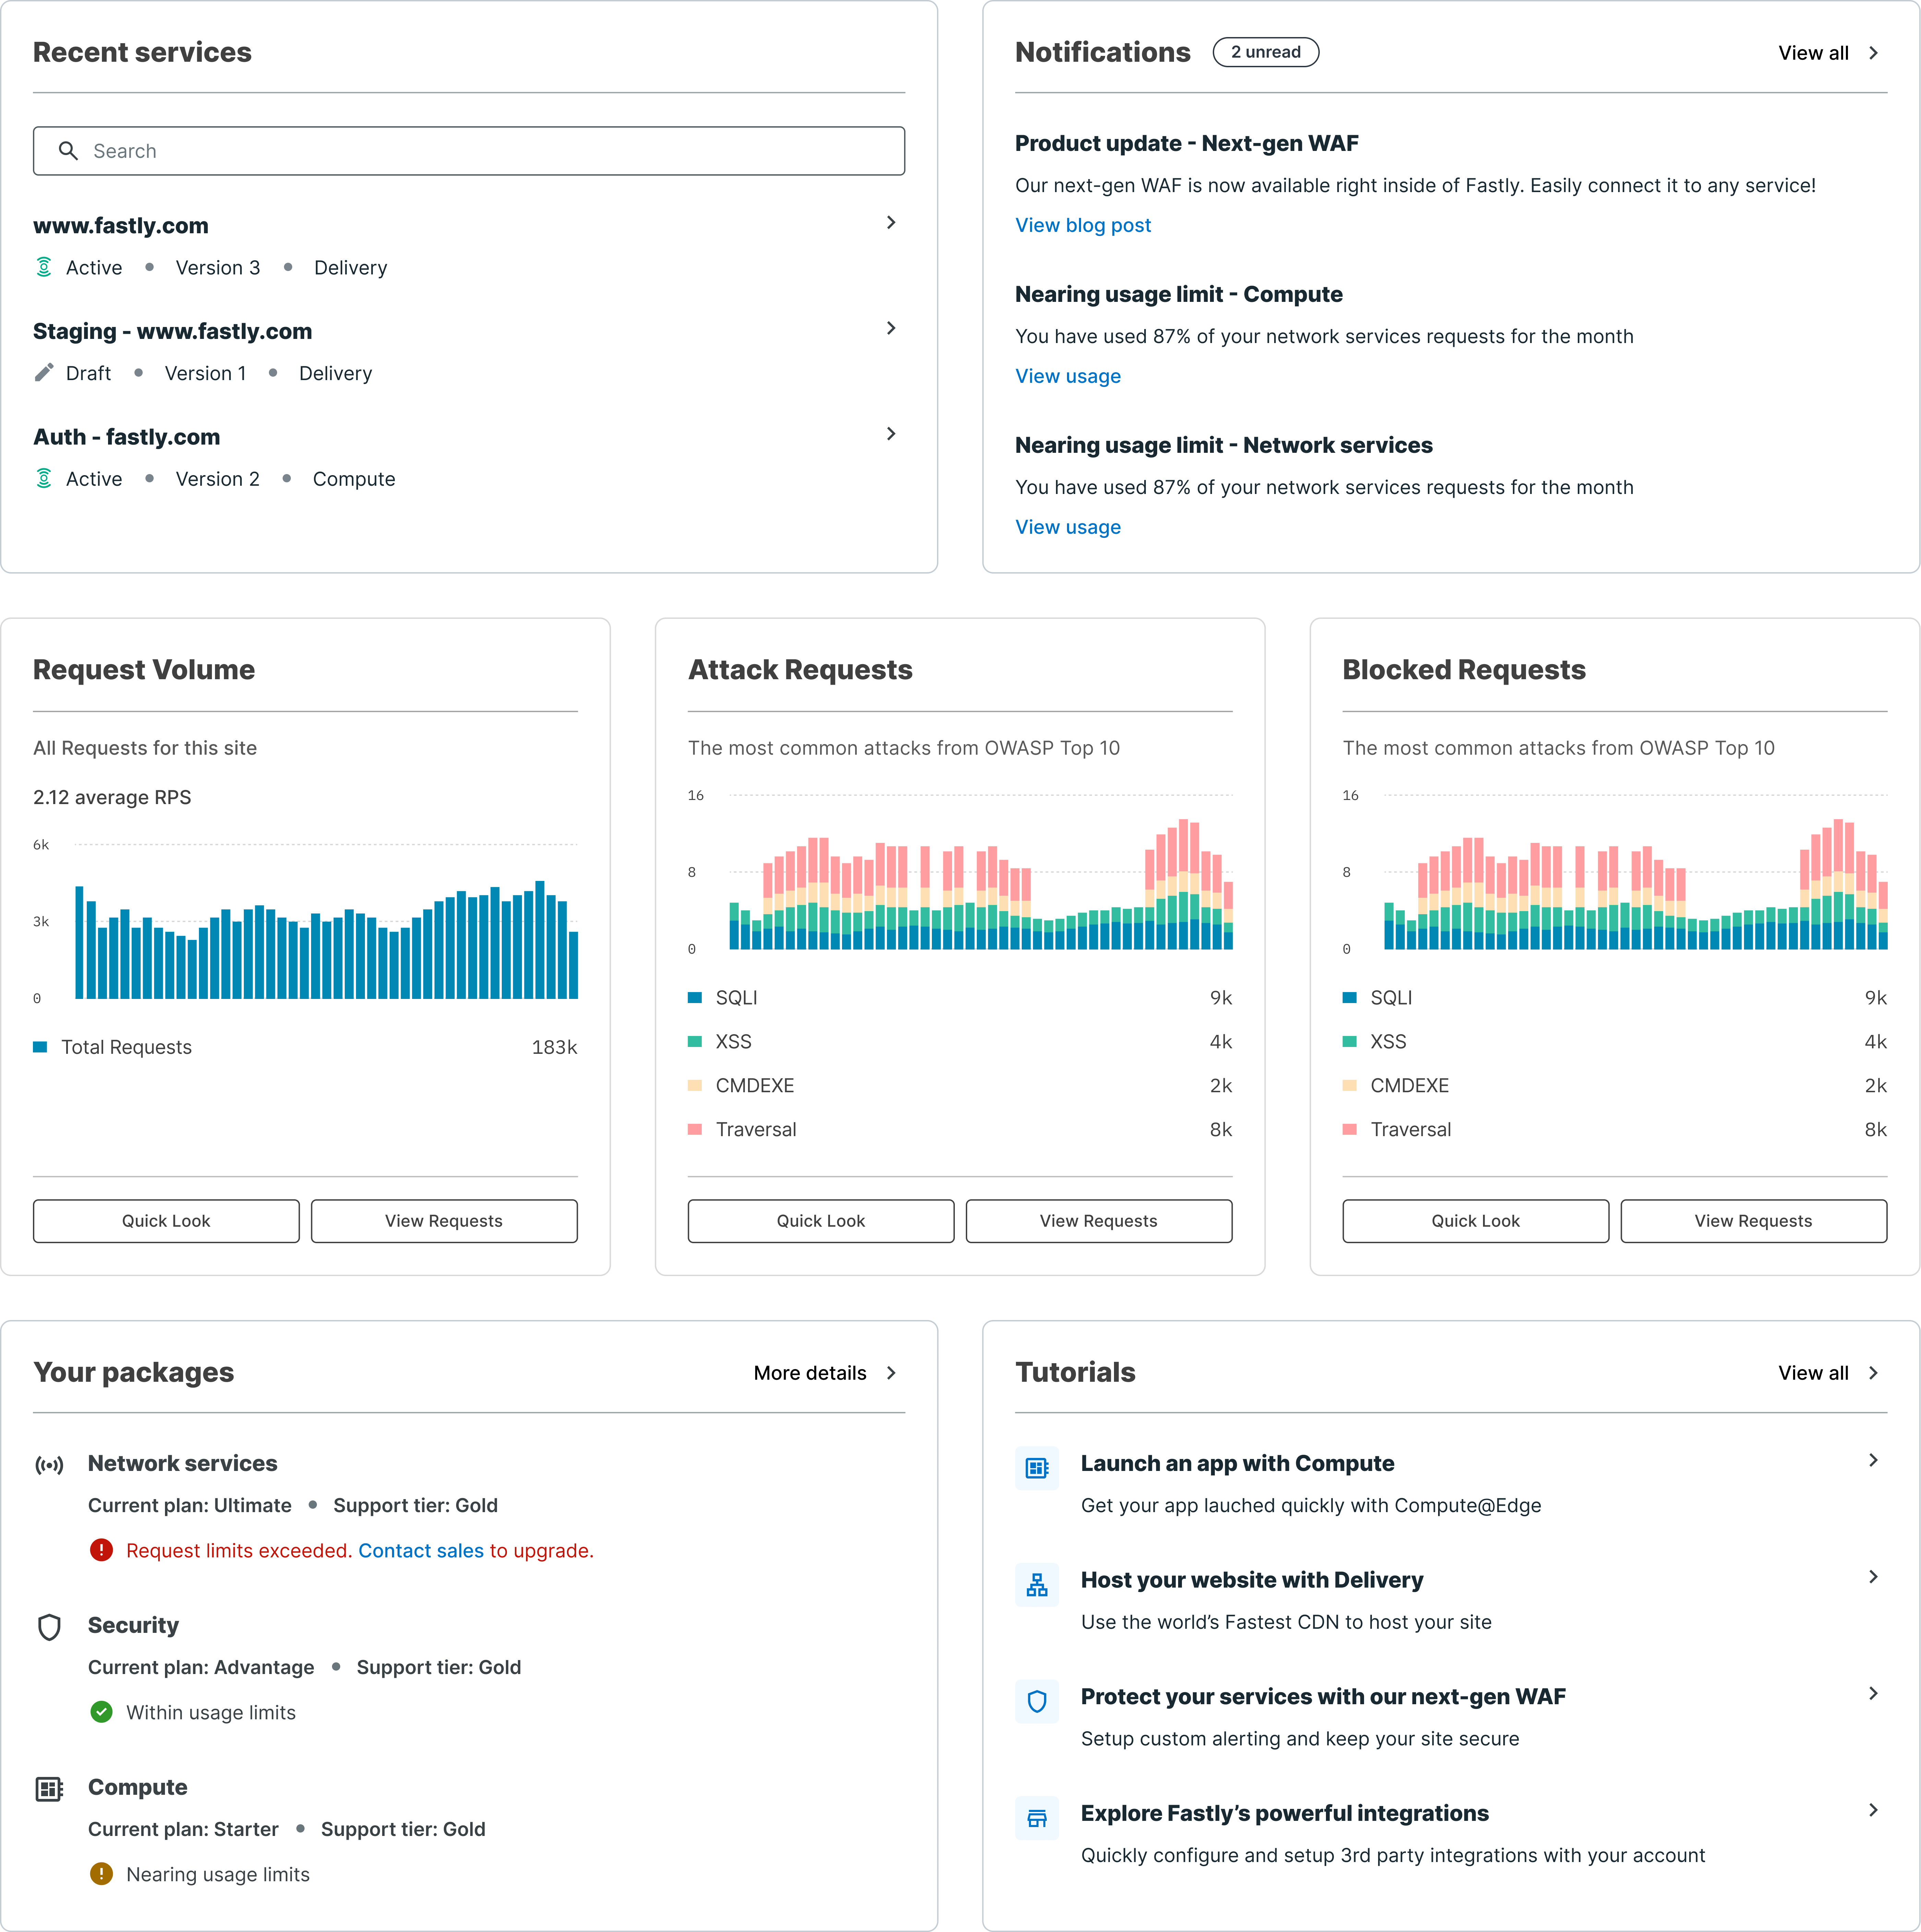 Recent services
Search
www.fastly.com
Active • Version 3 • Delivery
Staging - www.fastly.com
Draft • Version 1 • Delivery
Auth - fastly.com
Active • Version 2 • Compute
Notifications 2 unread View all
Product update - Next-gen WAF
Our next-gen WAF is now available right inside of Fastly. Easily connect it to any service!
View blog post
Nearing usage limit - Compute
You have used 87% of your network services requests for the month
View usage
Nearing usage limit - Network services
You have used 87% of your network services requests for the month
View usage
Request Volume
All Requests for this site
2.12 average RPS
6k
3k
0
Total Requests 183k
Quick Look View Requests
Attack Requests
The most common attacks from OWASP Top 10
16
8
0
SQLI 9k
XSS 4k
CMDEXE 2k
Traversal 8k
Quick Look View Requests
Blocked Requests
The most common attacks from OWASP Top 10
16
8
0
SQLI 9k
XSS 4k
CMDEXE 2k
Traversal 8k
Quick Look View Requests
Your packages More details
Network services
Current plan: Ultimate • Support tier: Gold
Request limits exceeded. Contact sales to upgrade.
Security
Current plan: Advantage • Support tier: Gold
Within usage limits
Compute
Current plan: Starter • Support tier: Gold
Nearing usage limits
Tutorials View all
Launch an app with Compute
Get your app lauched quickly with Compute@Edge
Host your website with Delivery
Use the world’s Fastest CDN to host your site
Protect your services with our next-gen WAF
Setup custom alerting and keep your site secure
Explore Fastly’s powerful integrations
Quickly configure and setup 3rd party integrations with your account